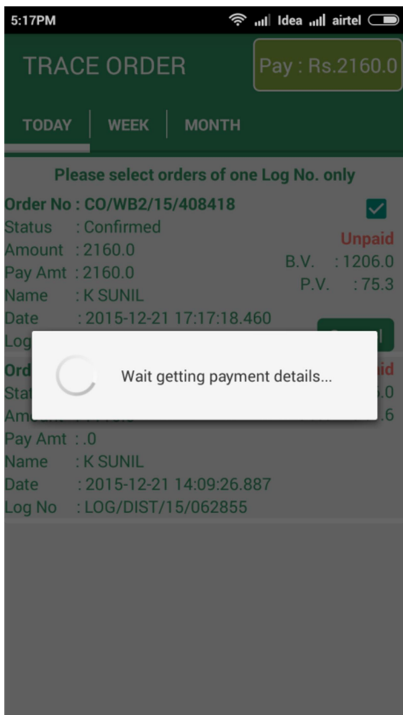 5:17PM Idea airtel
TRACE ORDER Pay : Rs.2160.0
TODAY WEEK MONTH
Please select orders of one Log No. only
Order No : CO/WB2/15/408418
Status : Confirmed
Unpaid
Amount : 2160.0
B.V. : 1206.0
Pay Amt : 2160.0
P.V. : 75.3
Name : K SUNIL
Date : 2015-12-21 17:17:18.460
Log
Wait getting payment details...
Pay Amt : .0
Name : K SUNIL
Date : 2015-12-21 14:09:26.887
Log No : LOG/DIST/15/062855